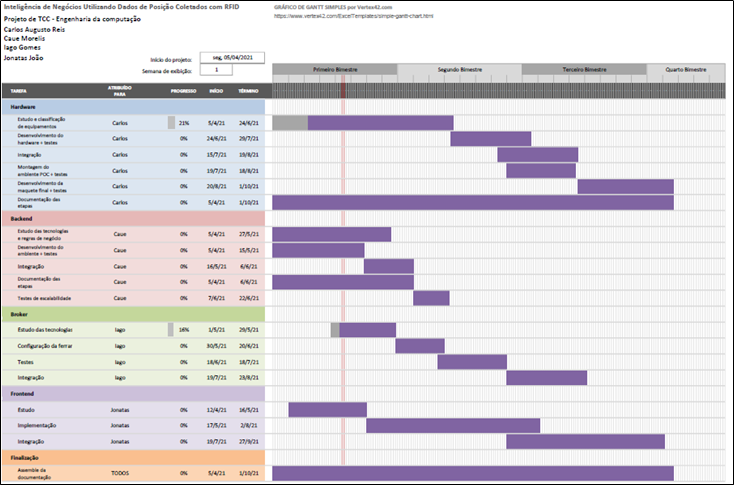 Inteligência de Negócios Utilizando Dados de Posição Coletados com RFID
GRÁFICO DE GANTT SIMPLES por Vertex42.com
Projeto de TCC - Engenharia da computação
https://www.vertex42.com/ExcelTemplates/simple-gantt-chart.html
Carlos Augusto Reis
Caue Morelis
Iago Gomes
Jonatas João
Início do projeto: seg, 05/04/2021
Semana de exibição: 1
Primeiro Bimestre Segundo Bimestre Terceiro Bimestre Quarto Bimestre
TAREFA ATRIBUÍDO PARA PROGRESSO INÍCIO TÉRMINO
Hardware
Estudo e classificação de equipamentos Carlos 21% 5/4/21 24/6/21
Desenvolvimento do hardware + testes Carlos 0% 24/6/21 29/7/21
Integração Carlos 0% 15/7/21 19/8/21
Montagem do ambiente POC + testes Carlos 0% 19/7/21 18/8/21
Desenvolvimento da maquete final + testes Carlos 0% 20/8/21 1/10/21
Documentação das etapas Carlos 0% 5/4/21 1/10/21
Backend
Estudo das tecnologias e regras de negócio Caue 0% 5/4/21 27/5/21
Desenvolvimento do ambiente + testes Caue 0% 5/4/21 15/5/21
Integração Caue 0% 16/5/21 6/6/21
Documentação das etapas Caue 0% 5/4/21 6/6/21
Testes de escalabilidade Caue 0% 7/6/21 22/6/21
Broker
Estudo das tecnologias Iago 16% 1/5/21 29/5/21
Configuração da ferrar Iago 0% 30/5/21 20/6/21
Testes Iago 0% 18/6/21 18/7/21
Integração Iago 0% 19/7/21 23/8/21
Frontend
Estudo Jonatas 0% 12/4/21 16/5/21
Implementação Jonatas 0% 17/5/21 2/8/21
Integração Jonatas 0% 19/7/21 27/9/21
Finalização
Assemble da documentação TODOS 0% 5/4/21 1/10/21